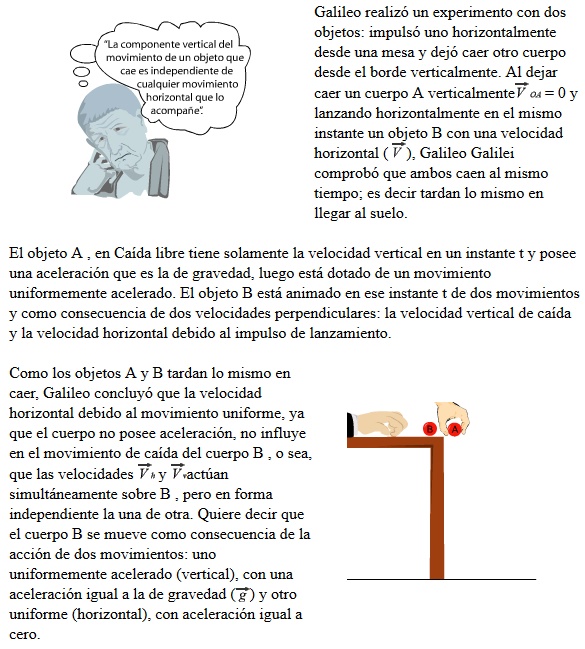 "La componente vertical del
movimiento de un objeto que
cae es independiente de
cualquier movimiento
horizontal que lo
acompañe".
Galileo realizó un experimento con dos
objetos: impulsó uno horizontalmente
desde una mesa y dejó caer otro cuerpo
desde el borde verticalmente. Al dejar
caer un cuerpo A verticalmente V⃗ OA = 0 y
lanzando horizontalmente en el mismo
instante un objeto B con una velocidad
horizontal ( V⃗ ), Galileo Galilei
comprobó que ambos caen al mismo
tiempo; es decir tardan lo mismo en
llegar al suelo.
El objeto A , en Caída libre tiene solamente la velocidad vertical en un instante t y posee
una aceleración que es la de gravedad, luego está dotado de un movimiento
uniformemente acelerado. El objeto B está animado en ese instante t de dos movimientos
y como consecuencia de dos velocidades perpendiculares: la velocidad vertical de caída
y la velocidad horizontal debido al impulso de lanzamiento.
Como los objetos A y B tardan lo mismo en
caer, Galileo concluyó que la velocidad
horizontal debido al movimiento uniforme, ya
que el cuerpo no posee aceleración, no influye
en el movimiento de caída del cuerpo B , o sea,
que las velocidades V⃗ h y V⃗ v actúan
simultáneamente sobre B , pero en forma
independiente la una de otra. Quiere decir que
el cuerpo B se mueve como consecuencia de la
acción de dos movimientos: uno
uniformemente acelerado (vertical), con una
aceleración igual a la de gravedad (g⃗) y otro
uniforme (horizontal), con aceleración igual a
cero.
B A